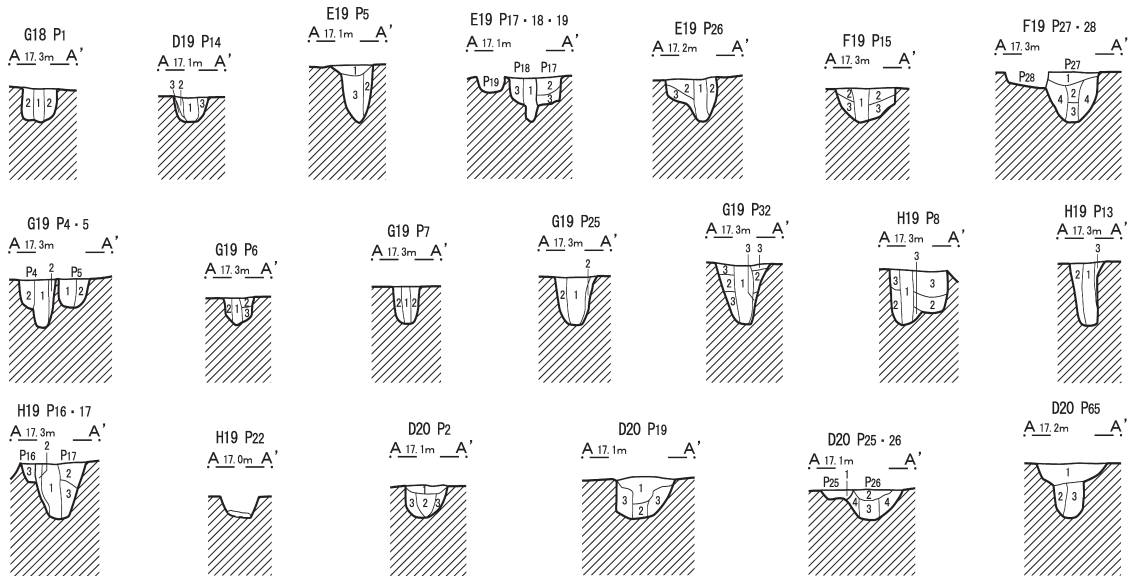 G18 P1
A 17.3m A'
2 1 2
D19 P14
A 17.1m A'
3 2
1 3
E19 P5
A 17.1m A'
1
3 2
E19 P17・18・19
A 17.1m A'
P18 P17
P19
3 1 2
3
E19 P26
A 17.2m A'
2 1 2
3
F19 P15
A 17.3m A'
2 1 2
3 3
F19 P27・28
A 17.3m A'
P27
P28 1
4 2 4
3
G19 P4・5
A 17.3m A'
P4 2 P5
2 1 1 2
G19 P6
A 17.3m A'
2 1 2
3
G19 P7
A 17.3m A'
2 1 2
G19 P25
A 17.3m A'
2
2 1
G19 P32
A 17.3m A'
3 3
3 2
2 1
3
H19 P8
A 17.3m A'
3
3 1 3
2 2
H19 P13
A 17.3m A'
3
2 1
H19 P16・17
A 17.3m A'
P16 2 P17
3 2
1 3
H19 P22
A 17.0m A'
D20 P2
A 17.1m A'
1
3 2 3
D20 P19
A 17.1m A'
1
3 3
2
D20 P25・26
A 17.1m A'
P25 1 P26
2
4 3 4
D20 P65
A 17.2m A'
1
2 3